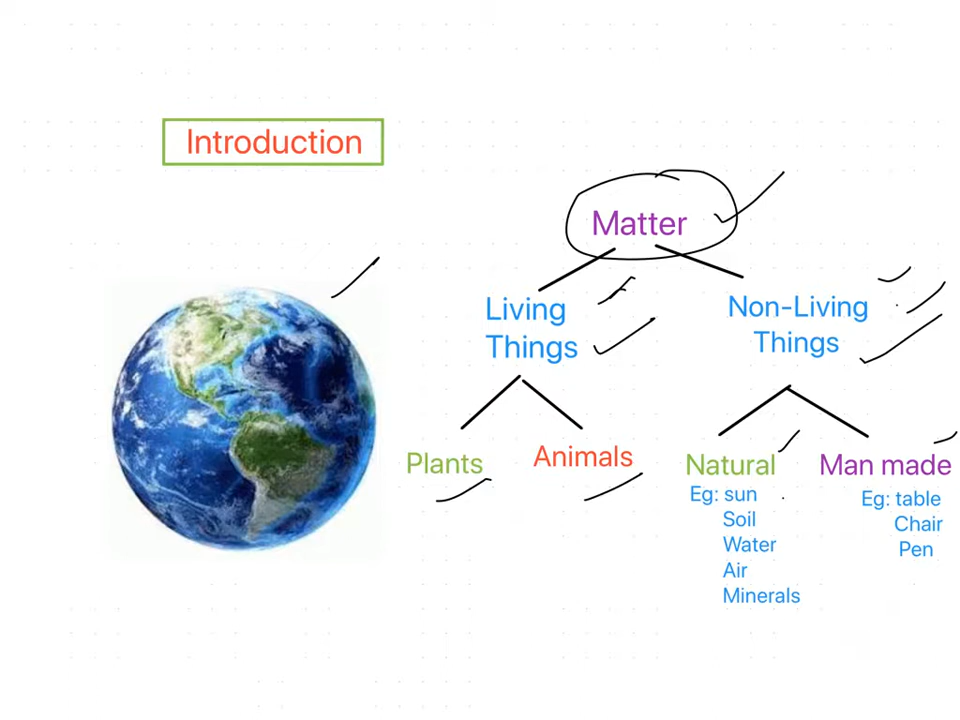 Introduction
Matter
Living
Things
Non-Living
Things
Plants
Animals
Natural
Eg: sun
Soil
Water
Air
Minerals
Man made
Eg: table
Chair
Pen